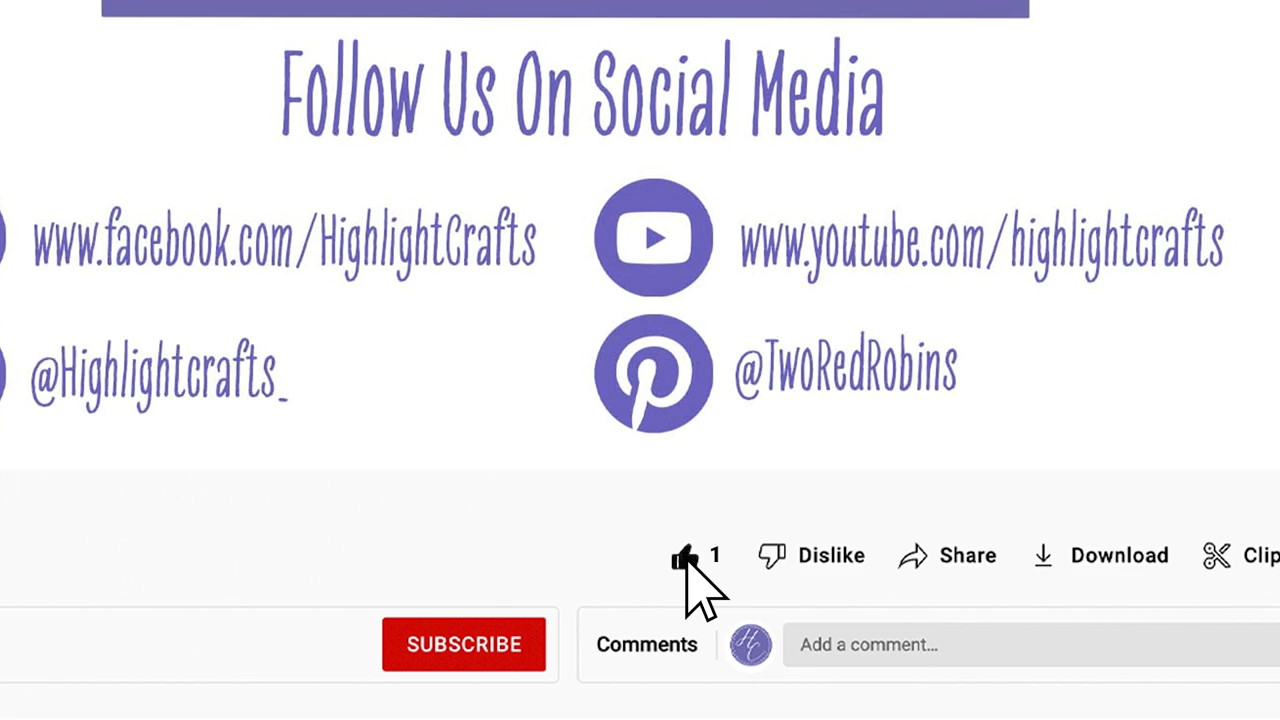 Follow Us On Social Media
www.facebook.com/HighlightCrafts
www.youtube.com/highlightcrafts
@Highlightcrafts_
@TwoRedRobins
1 Dislike Share Download Clip
SUBSCRIBE
Comments HC Add a comment...